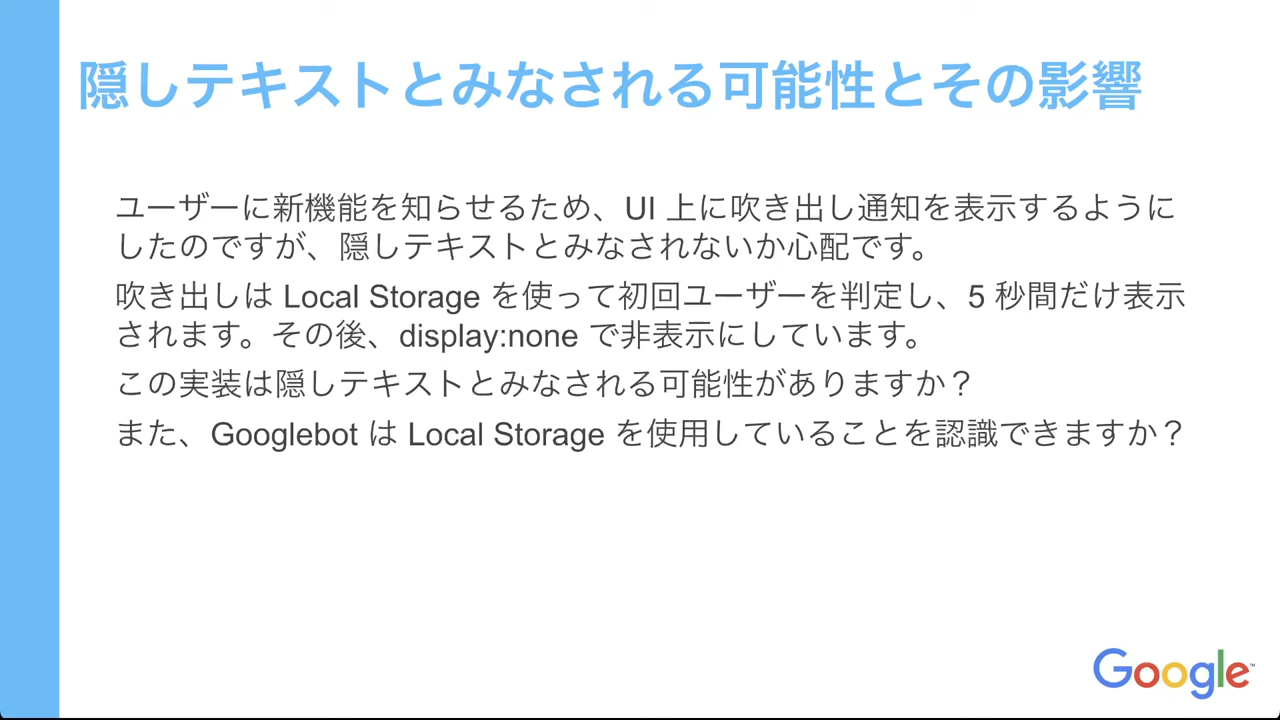 隠しテキストとみなされる可能性とその影響
ユーザーに新機能を知らせるため、UI 上に吹き出し通知を表示するように
したのですが、隠しテキストとみなされないか心配です。
吹き出しは Local Storage を使って初回ユーザーを判定し、5 秒間だけ表示
されます。その後、display:none で非表示にしています。
この実装は隠しテキストとみなされる可能性がありますか？
また、Googlebot は Local Storage を使用していることを認識できますか？
Google™